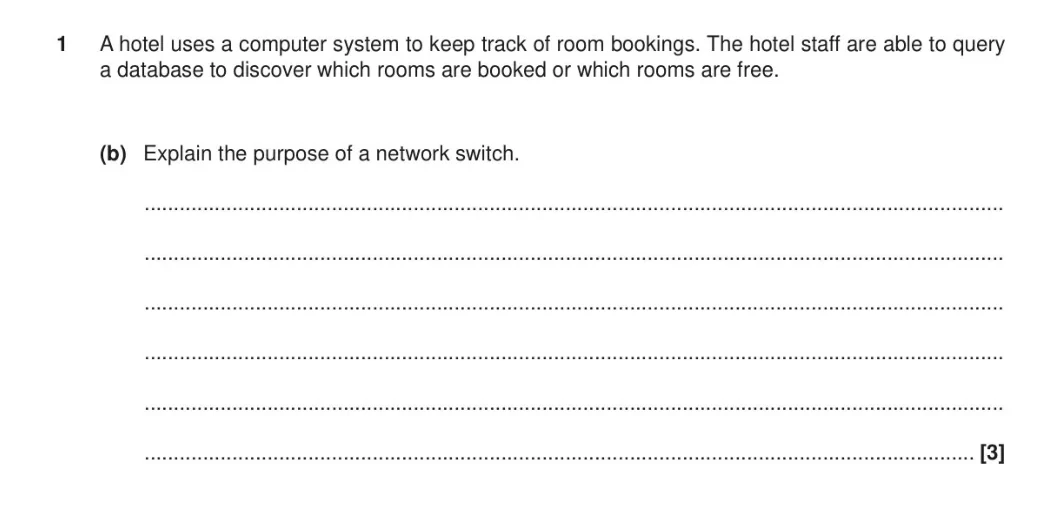 1 A hotel uses a computer system to keep track of room bookings. The hotel staff are able to query
a database to discover which rooms are booked or which rooms are free.
(b) Explain the purpose of a network switch.
..........................................................................................................................................
..........................................................................................................................................
..........................................................................................................................................
..........................................................................................................................................
..........................................................................................................................................
..................................................................................................................................... [3]